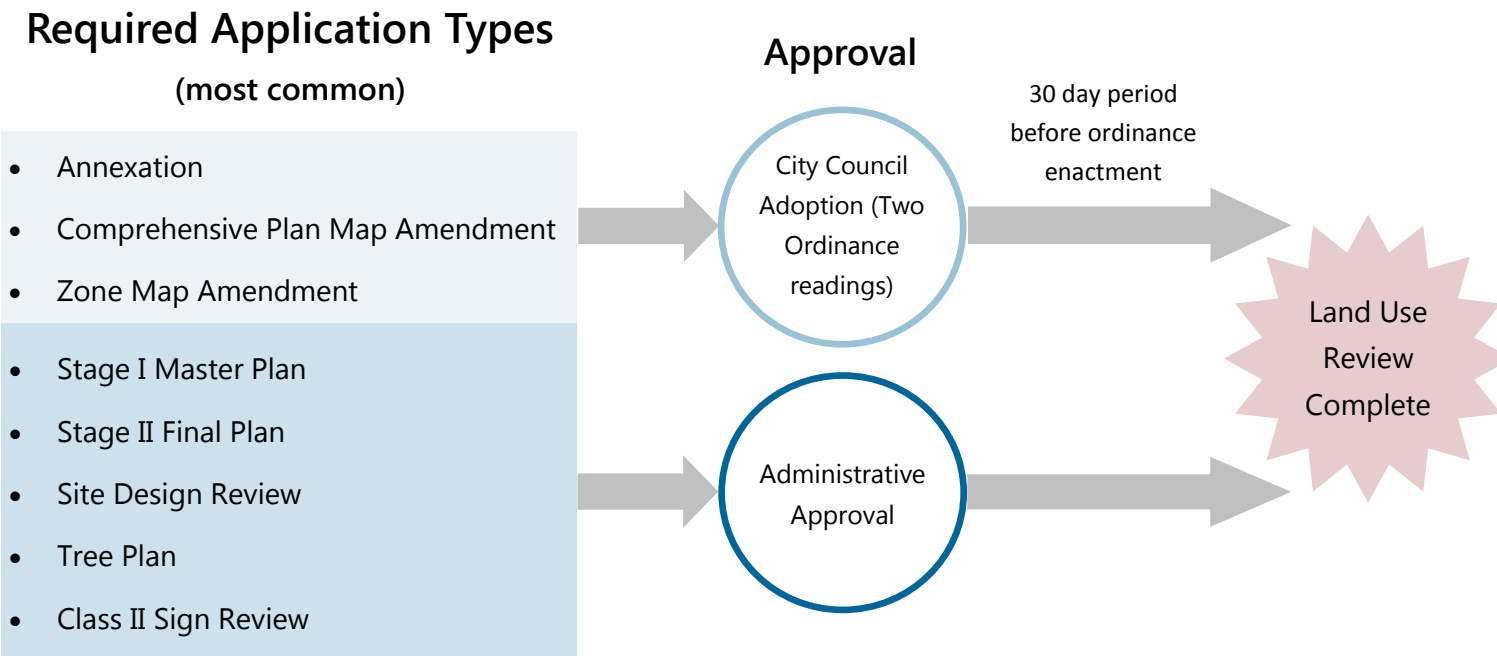 Required Application Types
(most common)
• Annexation
• Comprehensive Plan Map Amendment
• Zone Map Amendment
• Stage I Master Plan
• Stage II Final Plan
• Site Design Review
• Tree Plan
• Class II Sign Review
Approval
City Council
Adoption (Two
Ordinance
readings)
Administrative
Approval
30 day period
before ordinance
enactment
Land Use
Review
Complete